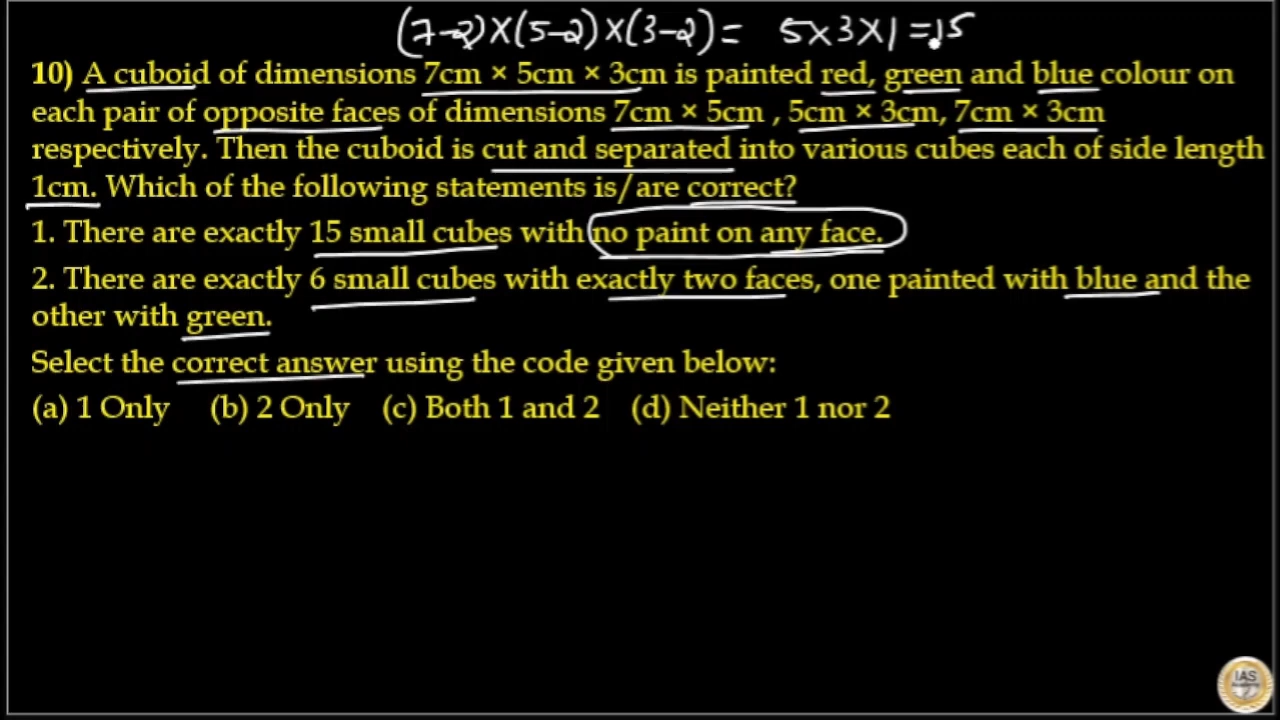 (7-2)×(5-2)×(3-2)= 5×3×1=15
10) A cuboid of dimensions 7cm × 5cm × 3cm is painted red, green and blue colour on
each pair of opposite faces of dimensions 7cm × 5cm , 5cm × 3cm, 7cm × 3cm
respectively. Then the cuboid is cut and separated into various cubes each of side length
1cm. Which of the following statements is/are correct?
1. There are exactly 15 small cubes with no paint on any face.
2. There are exactly 6 small cubes with exactly two faces, one painted with blue and the
other with green.
Select the correct answer using the code given below:
(a) 1 Only (b) 2 Only (c) Both 1 and 2 (d) Neither 1 nor 2
IAS